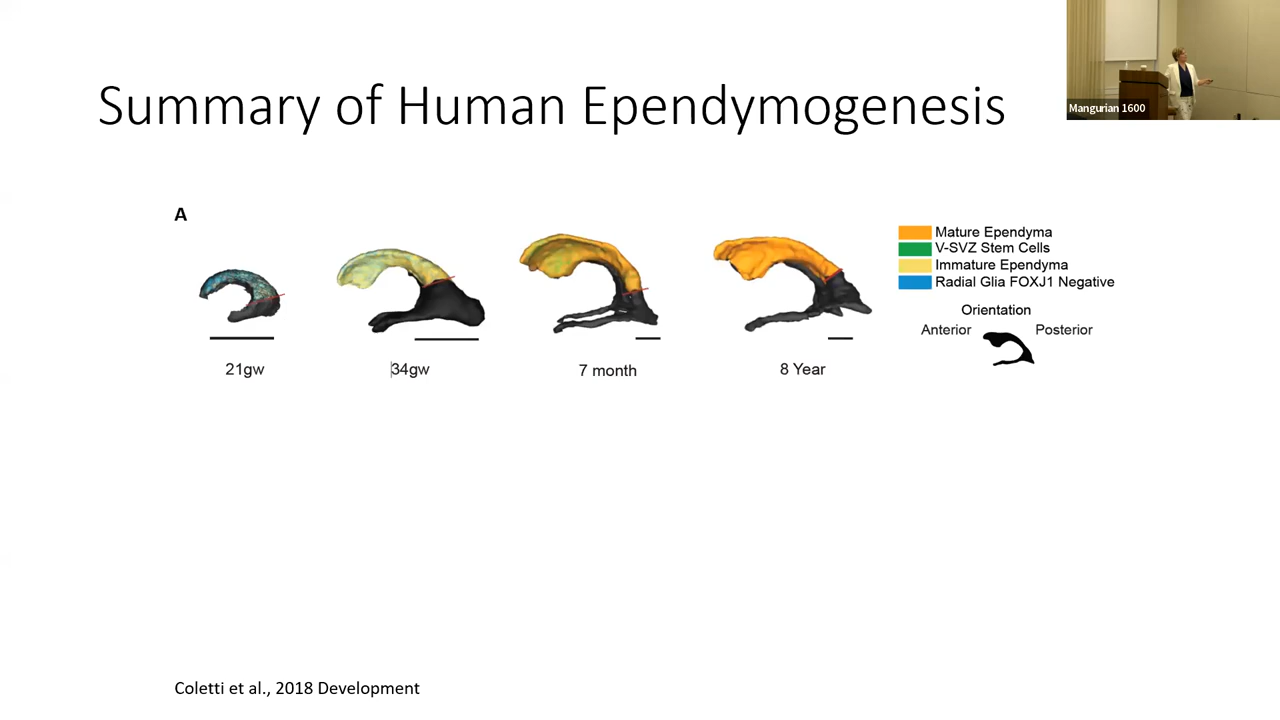 Summary of Human Ependymogenesis
Mangurian 1600
A
Mature Ependyma
V-SVZ Stem Cells
Immature Ependyma
Radial Glia FOXJ1 Negative
Orientation
Anterior
Posterior
21gw
34gw
7 month
8 Year
Coletti et al., 2018 Development